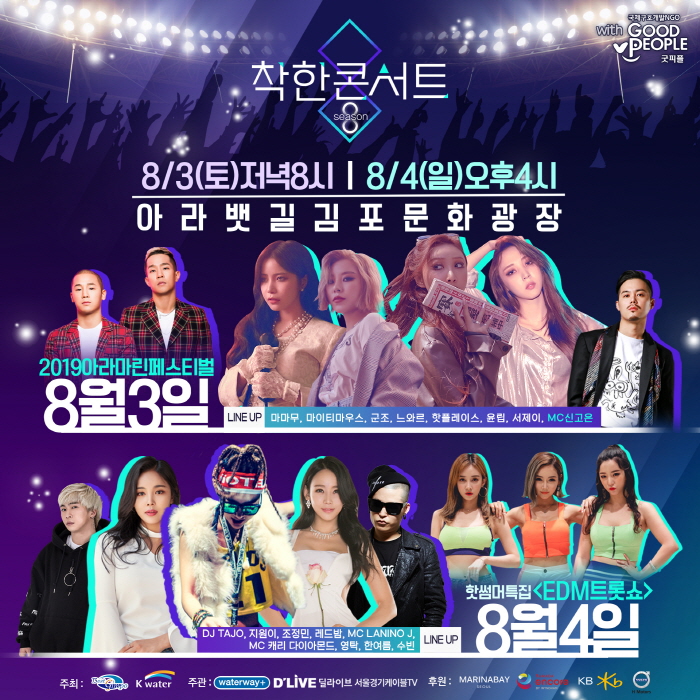 국제구호개발NGO
with GOOD PEOPLE
굿피플
착한콘서트
season
8
8/3(토)저녁8시 | 8/4(일)오후4시
아라뱃길김포문화광장
2019아라마린페스티벌
8월3일
LINE UP 마마무, 마이티마우스, 군조, 느와르, 핫플레이스, 윤립, 서제이, MC신고은
핫썸머특집<EDM트롯쇼>
8월4일
DJ TAJO, 지원이, 조정민, 레드밤, MC LANINO J,
MC 캐리 다이아몬드, 영탁, 한여름, 수빈
LINE UP
주최 : K water 주관 : waterway+ D'LIVE 딜라이브 서울경기케이블TV 후원 : MARINABAY SEOUL KB